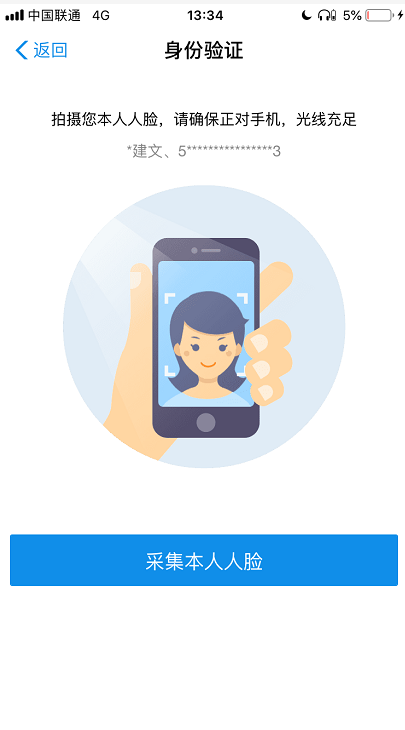 中国联通 4G 13:34 5%
返回 身份验证
拍摄您本人人脸，请确保正对手机，光线充足
*建文、5****************3
采集本人人脸